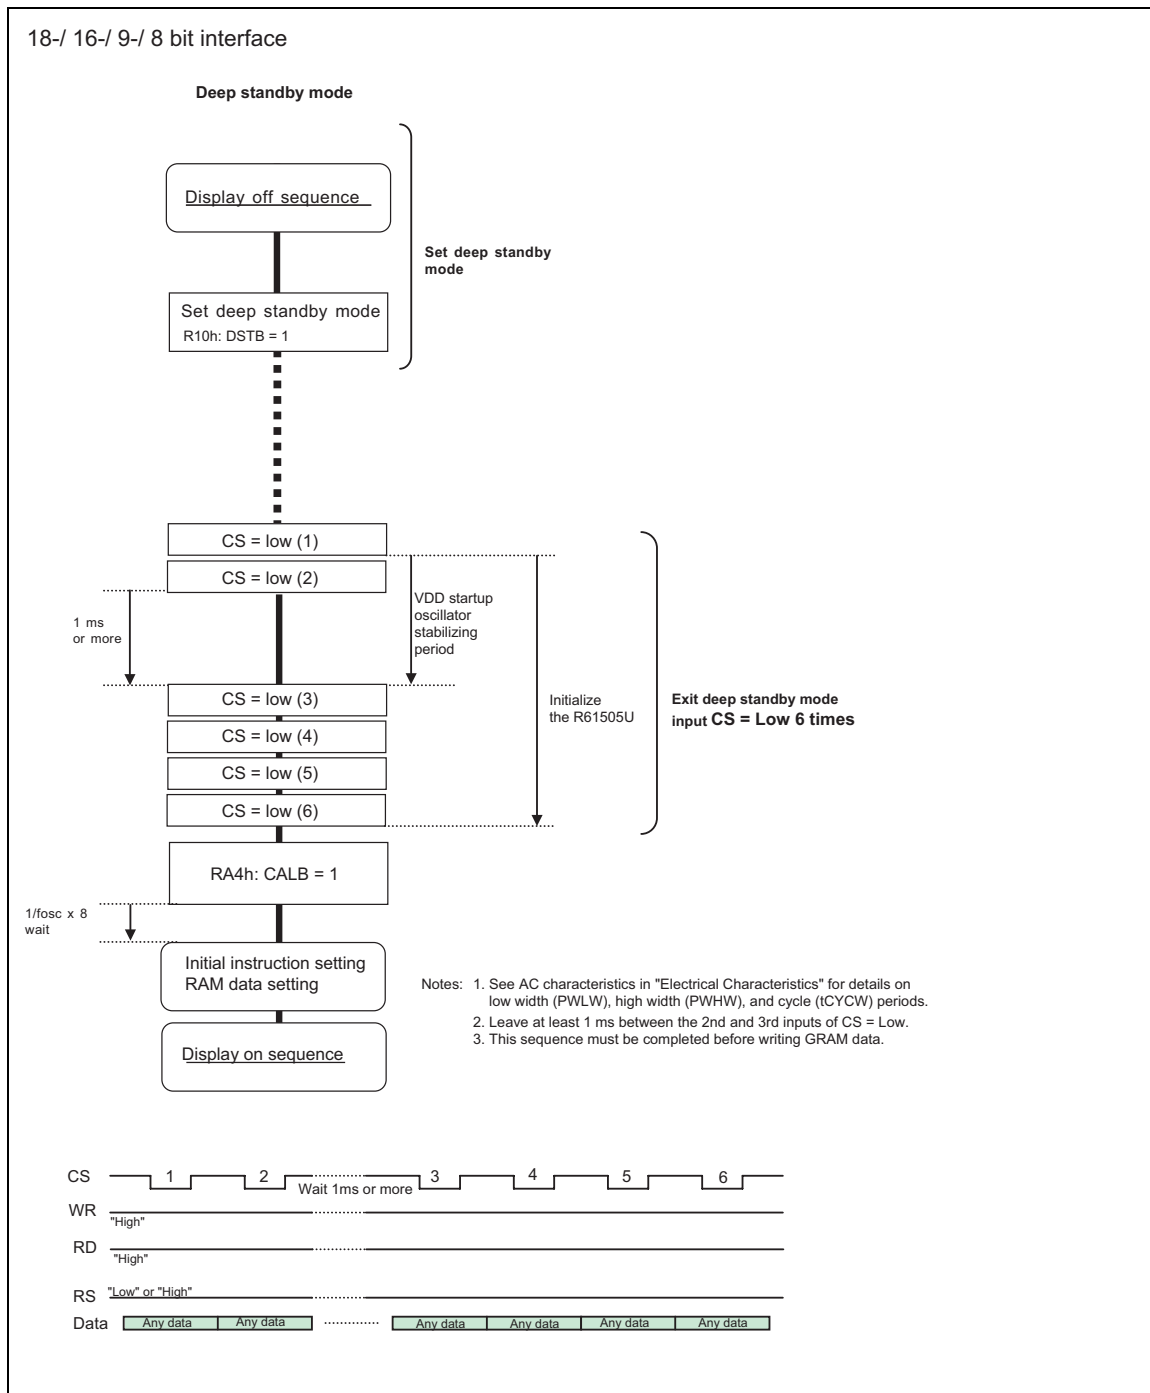 18-/ 16-/ 9-/ 8 bit interface
Deep standby mode
Display off sequence
Set deep standby
mode
Set deep standby mode
R10h: DSTB = 1
CS = low (1)
CS = low (2)
1 ms
or more
VDD startup
oscillator
stabilizing
period
CS = low (3)
CS = low (4)
CS = low (5)
CS = low (6)
Initialize
the R61505U
Exit deep standby mode
input CS = Low 6 times
RA4h: CALB = 1
1/fosc x 8
wait
Initial instruction setting
RAM data setting
Display on sequence
Notes: 1. See AC characteristics in "Electrical Characteristics" for details on
low width (PWLW), high width (PWHW), and cycle (tCYCW) periods.
2. Leave at least 1 ms between the 2nd and 3rd inputs of CS = Low.
3. This sequence must be completed before writing GRAM data.
CS 1 2 Wait 1ms or more 3 4 5 6
WR "High"
RD "High"
RS "Low" or "High"
Data Any data Any data Any data Any data Any data Any data